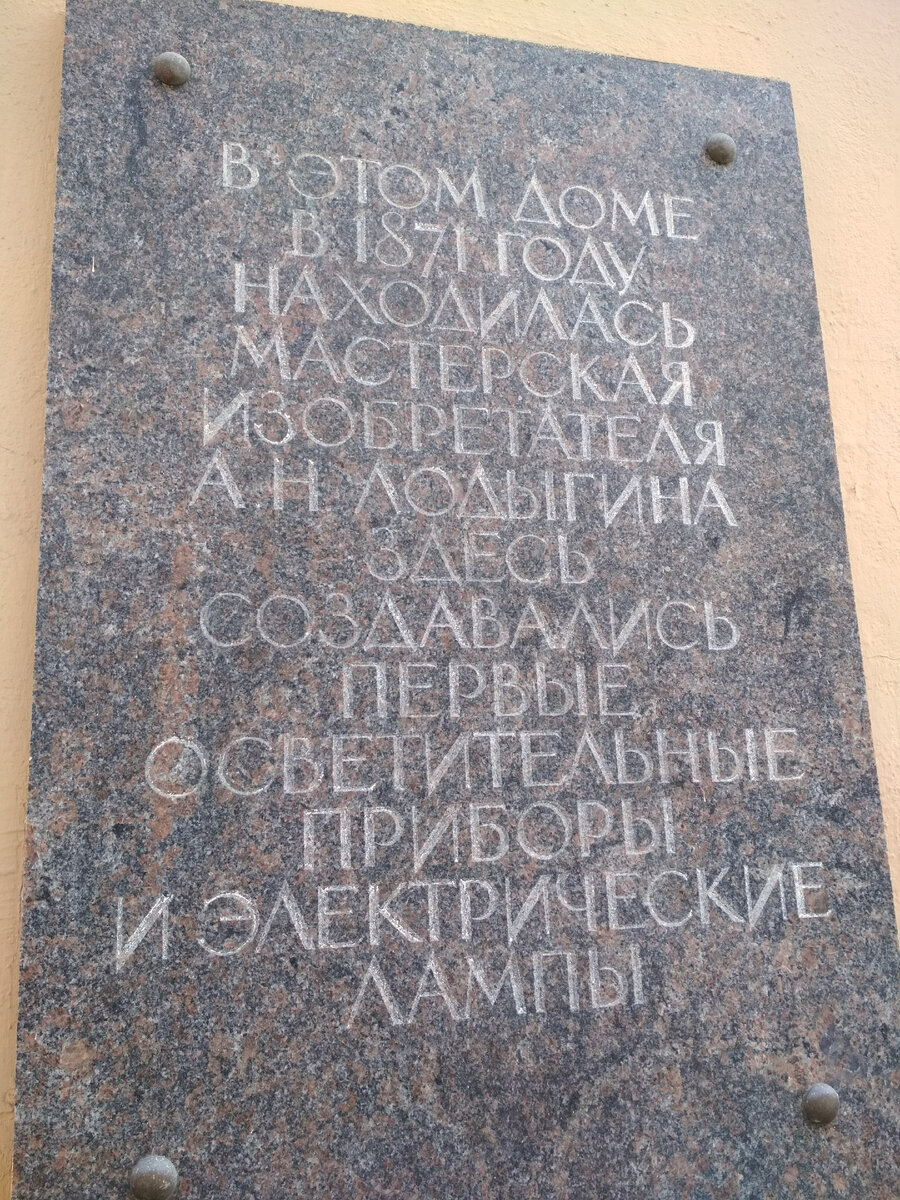 В ЭТОМ ДОМЕ
В 1871 ГОДУ
НАХОДИЛАСЬ
МАСТЕРСКАЯ
ИЗОБРЕТАТЕЛЯ
А.Н. ЛОДЫГИНА
ЗДЕСЬ
СОЗДАВАЛИСЬ
ПЕРВЫЕ
ОСВЕТИТЕЛЬНЫЕ
ПРИБОРЫ
И ЭЛЕКТРИЧЕСКИЕ
ЛАМПЫ